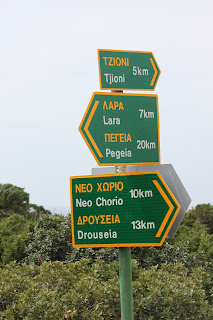 ΤΖΙΟΝΙ
Tjioni 5km
ΛΑΡΑ
Lara 7km
ΠΕΓΕΙΑ
Pegeia 20km
ΝΕΟ ΧΩΡΙΟ 10km
Neo Chorio
ΔΡΟΥΣΕΙΑ
Drouseia 13km